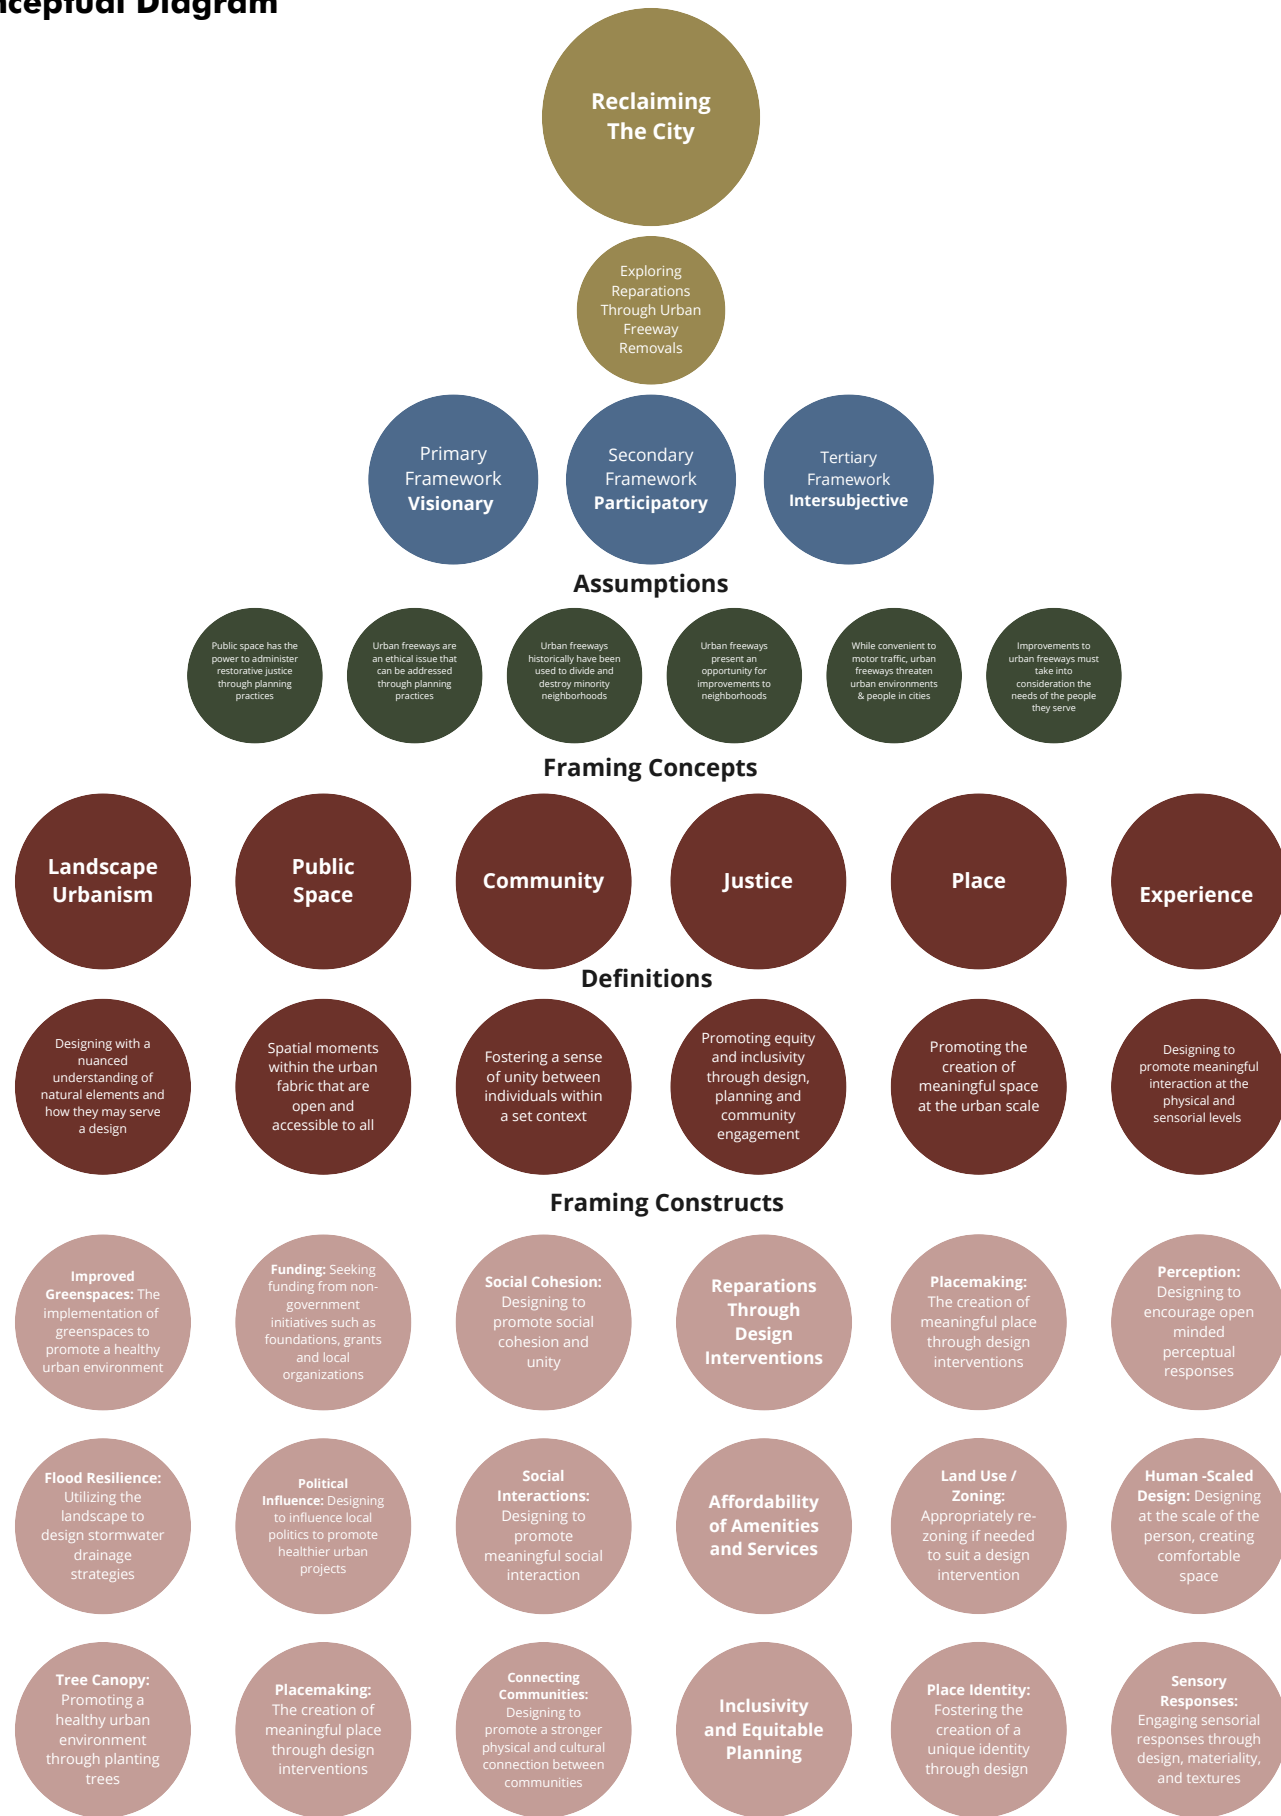 nceptual Diagram
Reclaiming
The City
Exploring
Reparations
Through Urban
Freeway
Removals
Primary
Framework
Visionary
Secondary
Framework
Participatory
Tertiary
Framework
Intersubjective
Assumptions
Public space has the
power to administer
restorative justice
through planning
practices
Urban freeways are
an ethical issue that
can be addressed
through planning
practices
Urban freeways
historically have been
used to divide and
destroy minority
neighborhoods
Urban freeways
present an
opportunity for
improvements to
neighborhoods
While convenient to
motor traffic, urban
freeways threaten
urban environments
& people in cities
Improvements to
urban freeways must
take into
consideration the
needs of the people
they serve
Framing Concepts
Landscape
Urbanism
Public
Space
Community
Justice
Place
Experience
Definitions
Designing with a
nuanced
understanding of
natural elements and
how they may serve
a design
Spatial moments
within the urban
fabric that are
open and
accessible to all
Fostering a sense
of unity between
individuals within
a set context
Promoting equity
and inclusivity
through design,
planning and
community
engagement
Promoting the
creation of
meaningful space
at the urban scale
Designing to
promote meaningful
interaction at the
physical and
sensorial levels
Framing Constructs
Improved
Greenspaces: The
implementation of
greenspaces to
promote a healthy
urban environment
Funding: Seeking
funding from non-
government
initiatives such as
foundations, grants
and local
organizations
Social Cohesion:
Designing to
promote social
cohesion and
unity
Reparations
Through
Design
Interventions
Placemaking:
The creation of
meaningful place
through design
interventions
Perception:
Designing to
encourage open
minded
perceptual
responses
Flood Resilience:
Utilizing the
landscape to
design stormwater
drainage
strategies
Political
Influence: Designing
to influence local
politics to promote
healthier urban
projects
Social
Interactions:
Designing to
promote
meaningful social
interaction
Affordability
of Amenities
and Services
Land Use /
Zoning:
Appropriately re-
zoning if needed
to suit a design
intervention
Human -Scaled
Design: Designing
at the scale of the
person, creating
comfortable
space
Tree Canopy:
Promoting a
healthy urban
environment
through planting
trees
Placemaking:
The creation of
meaningful place
through design
interventions
Connecting
Communities:
Designing to
promote a stronger
physical and cultural
connection between
communities
Inclusivity
and Equitable
Planning
Place Identity:
Fostering the
creation of a
unique identity
through design
Sensory
Responses:
Engaging sensorial
responses through
design, materiality,
and textures